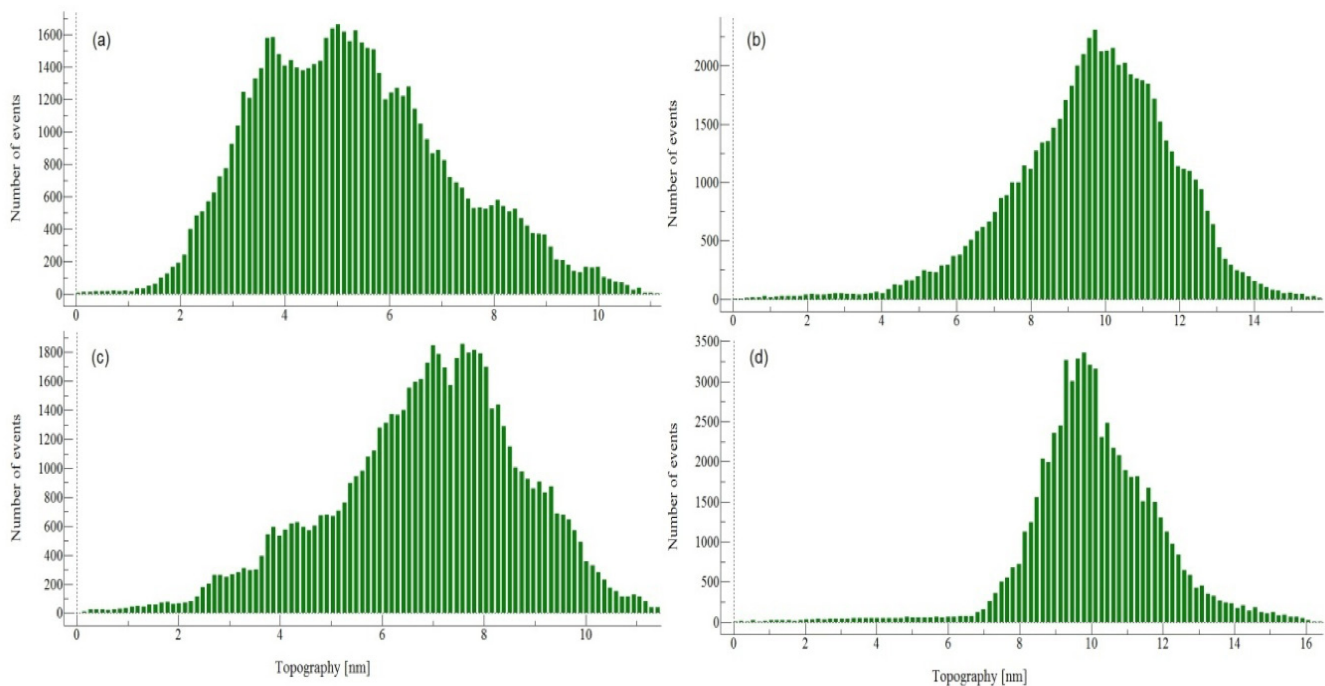 (a)
Number of events
1600
1400
1200
1000
800
600
400
200
0
0 2 4 6 8 10
(b)
Number of events
2000
1500
1000
500
0
0 2 4 6 8 10 12 14
(c)
Number of events
1800
1600
1400
1200
1000
800
600
400
200
0
0 2 4 6 8 10
Topography [nm]
(d)
Number of events
3500
3000
2500
2000
1500
1000
500
0
0 2 4 6 8 10 12 14 16
Topography [nm]